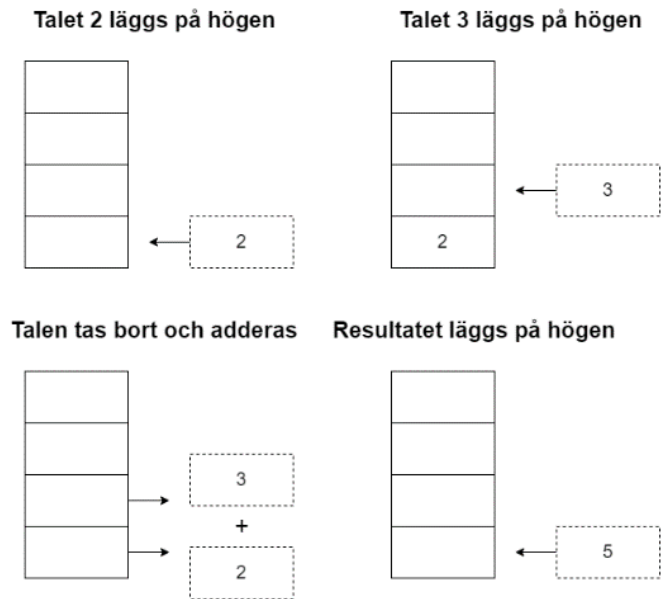 Talet 2 läggs på högen
Talet 3 läggs på högen
2
3
2
Talen tas bort och adderas
Resultatet läggs på högen
3
+
2
5